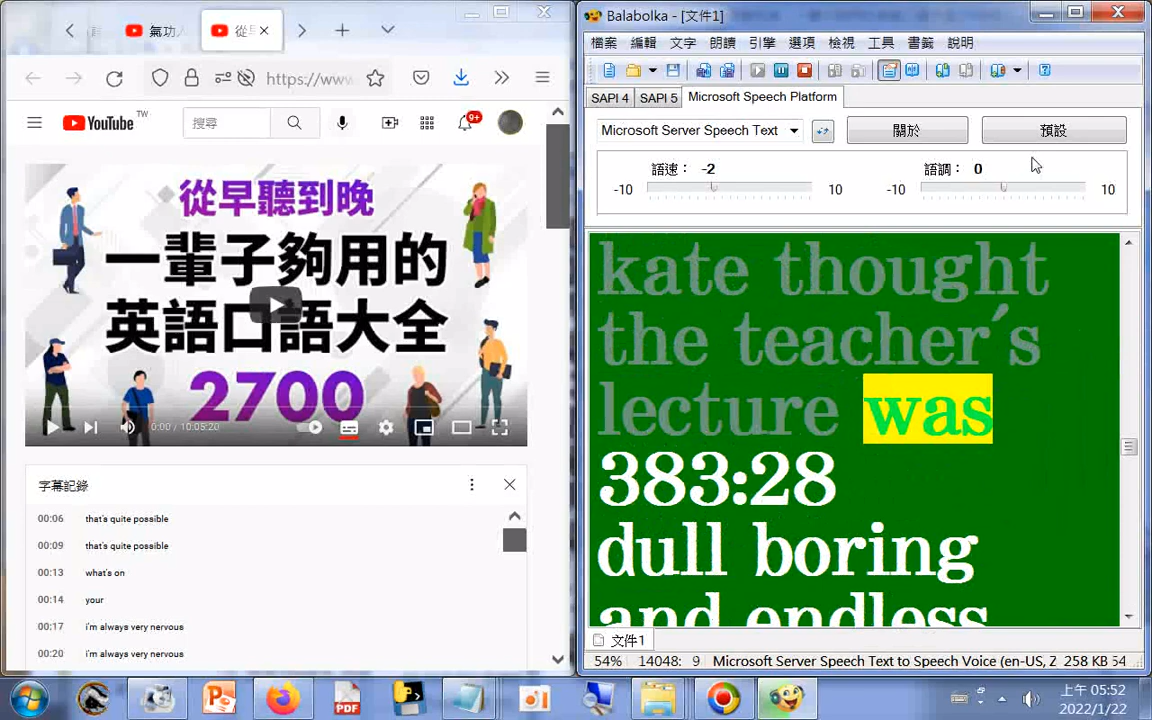 氣功人
從
https://www
YouTube TW
搜尋
9+
從早聽到晚
一輩子夠用的
英語口語大全
2700
0:00 / 10:05:20
字幕記錄
00:06 that's quite possible
00:09 that's quite possible
00:13 what's on
00:14 your
00:17 i'm always very nervous
00:20 i'm always very nervous
Balabolka - [文件1]
檔案 編輯 文字 朗讀 引擎 選項 檢視 工具 書籤 說明
SAPI 4 SAPI 5 Microsoft Speech Platform
Microsoft Server Speech Text 關於 預設
語速： -2 語調： 0
-10 10 -10 10
kate thought
the teacher's
lecture was
383:28
dull boring
and endless
文件1
54% 14048: 9 Microsoft Server Speech Text to Speech Voice (en-US, Z 258 KB 54
PDF
上午 05:52
2022/1/22